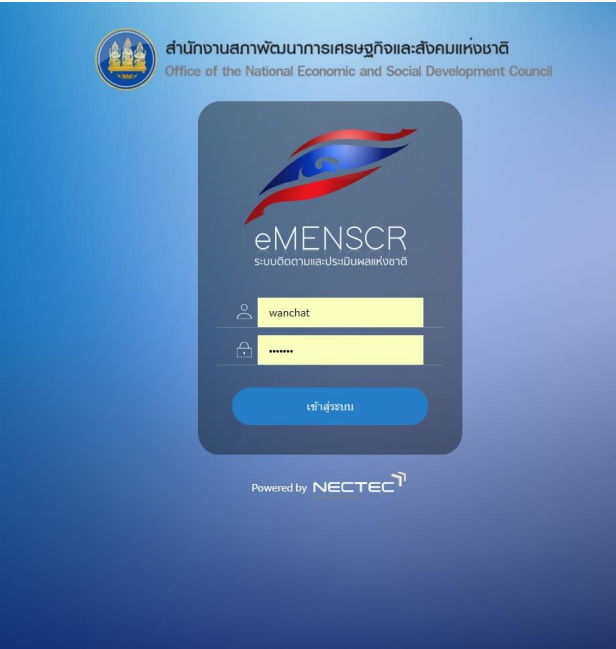 สำนักงานสภาพัฒนาการเศรษฐกิจและสังคมแห่งชาติ
Office of the National Economic and Social Development Council
eMENSCR
ระบบติดตามและประเมินผลแห่งชาติ
wanchat
•••••••
เข้าสู่ระบบ
Powered by NECTEC